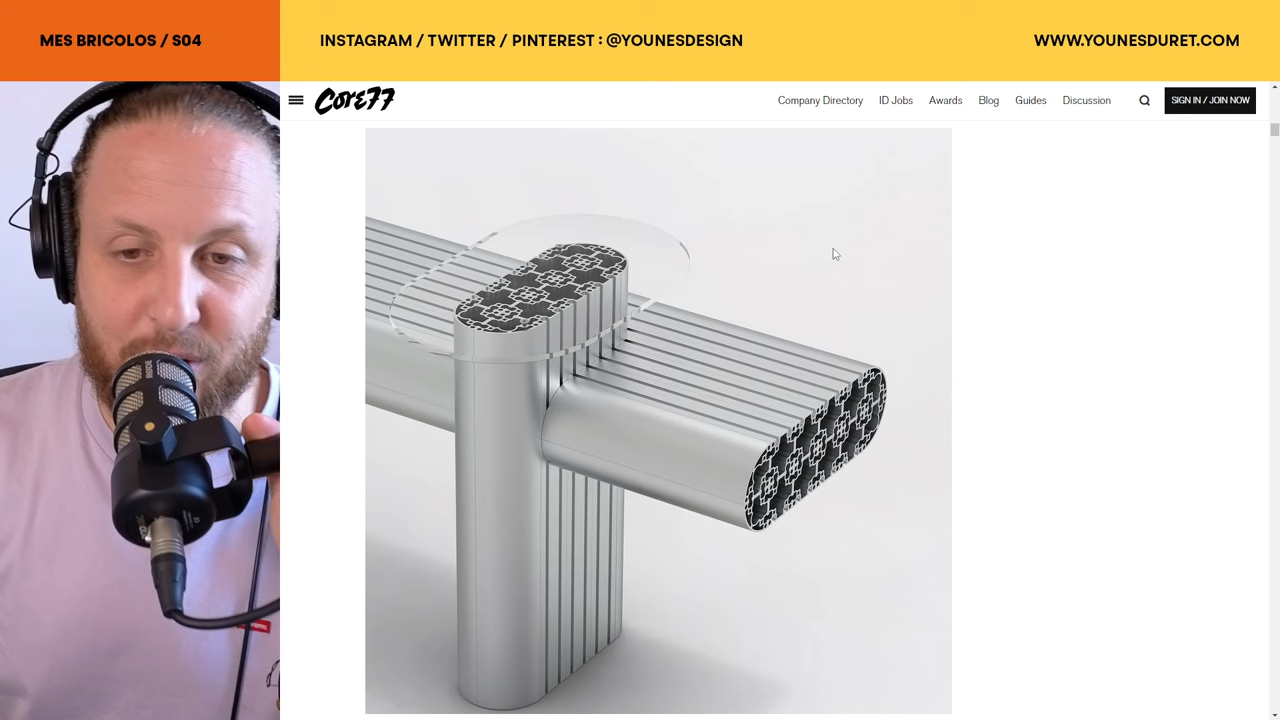 MES BRICOLOS / S04
INSTAGRAM / TWITTER / PINTEREST : @YOUNESDESIGN
WWW.YOUNESDURET.COM
Core77
Company Directory
ID Jobs
Awards
Blog
Guides
Discussion
SIGN IN / JOIN NOW